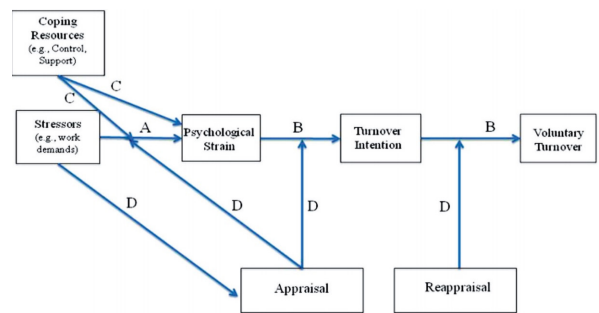 Coping
Resources
(e.g., Control,
Support)
C
C
Stressors
(e.g., work
demands)
A
Psychological
Strain
B
Turnover
Intention
B
Voluntary
Turnover
D
D
D
D
Appraisal
Reappraisal